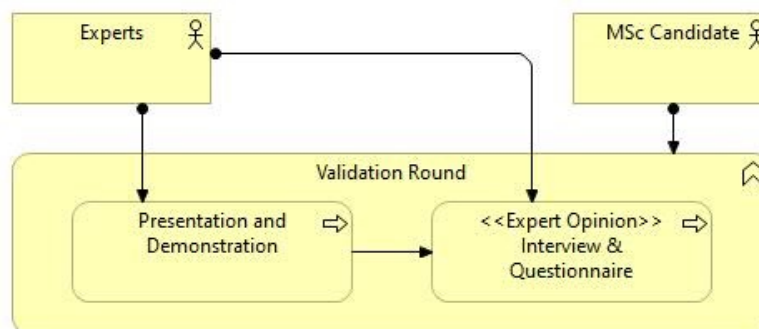 Experts
MSc Candidate
Validation Round
Presentation and
Demonstration
<<Expert Opinion>>
Interview &
Questionnaire